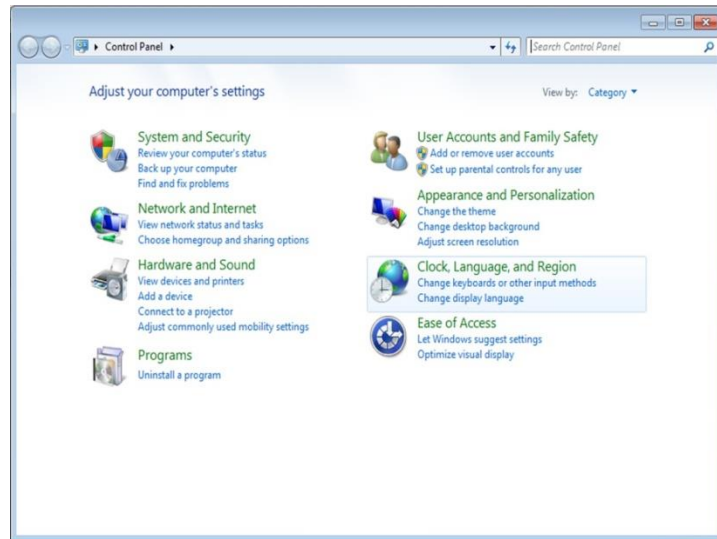 Control Panel
Search Control Panel
Adjust your computer's settings
View by: Category
System and Security
Review your computer's status
Back up your computer
Find and fix problems
Network and Internet
View network status and tasks
Choose homegroup and sharing options
Hardware and Sound
View devices and printers
Add a device
Connect to a projector
Adjust commonly used mobility settings
Programs
Uninstall a program
User Accounts and Family Safety
Add or remove user accounts
Set up parental controls for any user
Appearance and Personalization
Change the theme
Change desktop background
Adjust screen resolution
Clock, Language, and Region
Change keyboards or other input methods
Change display language
Ease of Access
Let Windows suggest settings
Optimize visual display